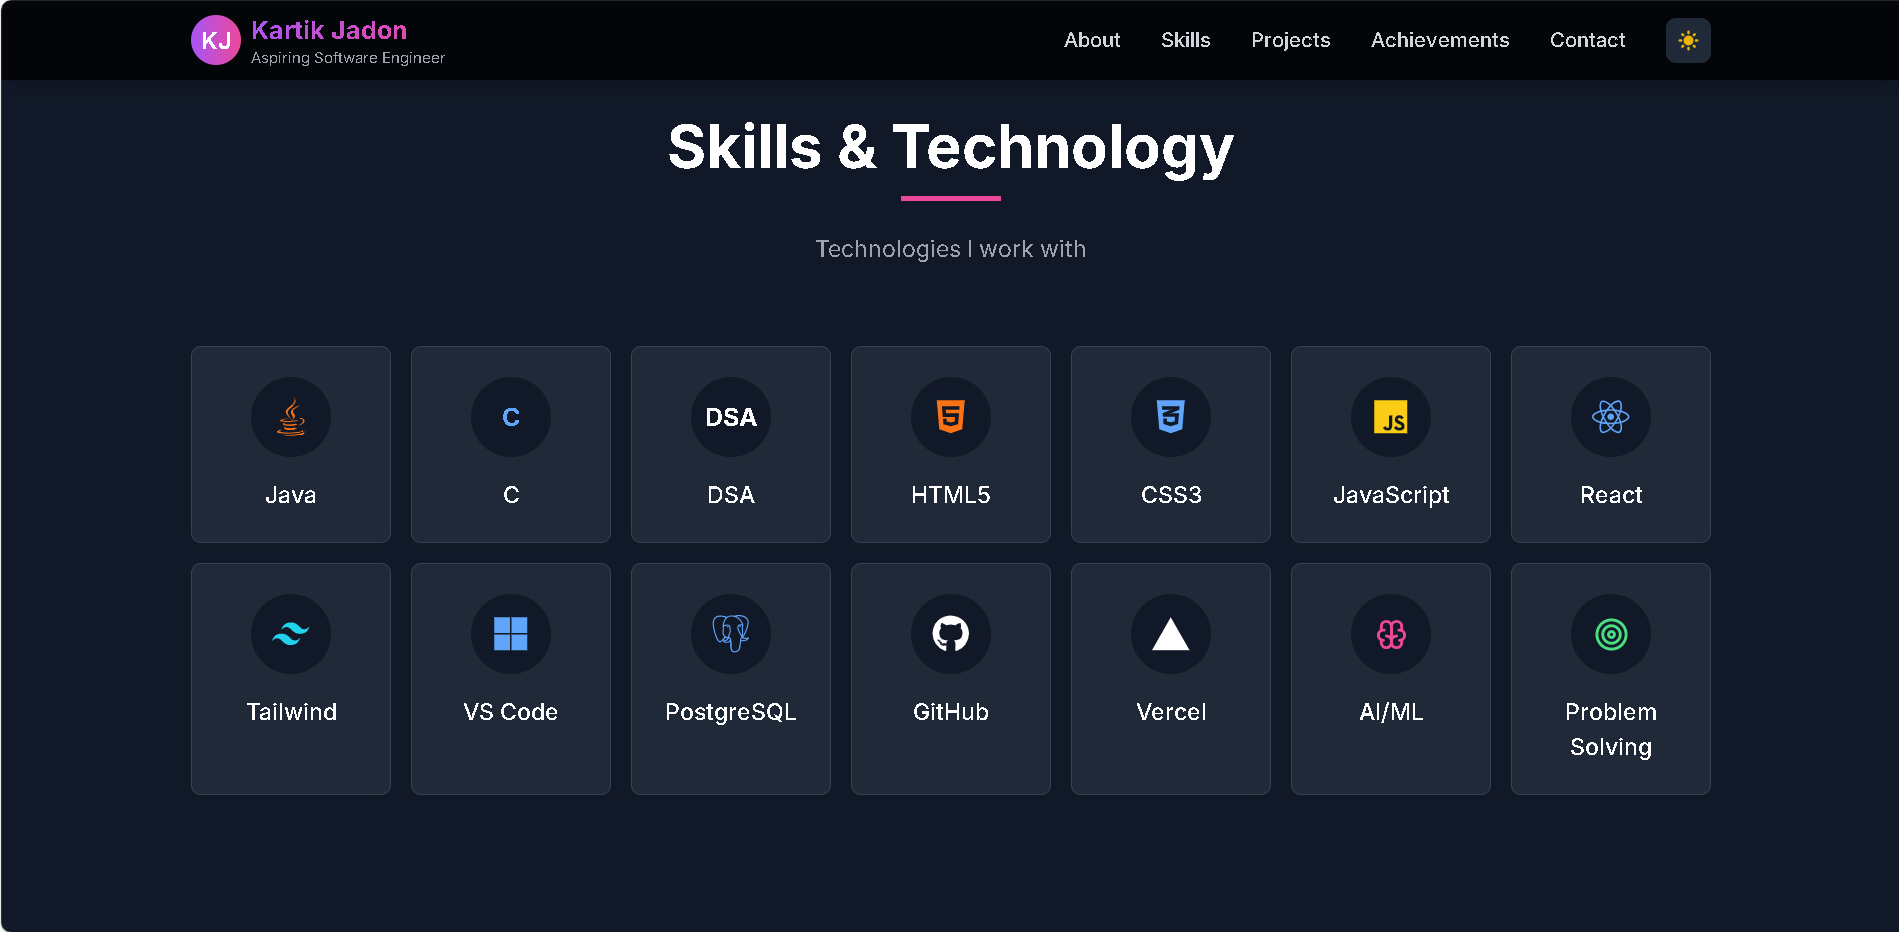 KJ
Kartik Jadon
Aspiring Software Engineer
About
Skills
Projects
Achievements
Contact
Skills & Technology
Technologies I work with
Java
C
C
DSA
DSA
5
HTML5
3
CSS3
JS
JavaScript
React
Tailwind
VS Code
PostgreSQL
GitHub
Vercel
AI/ML
Problem
Solving